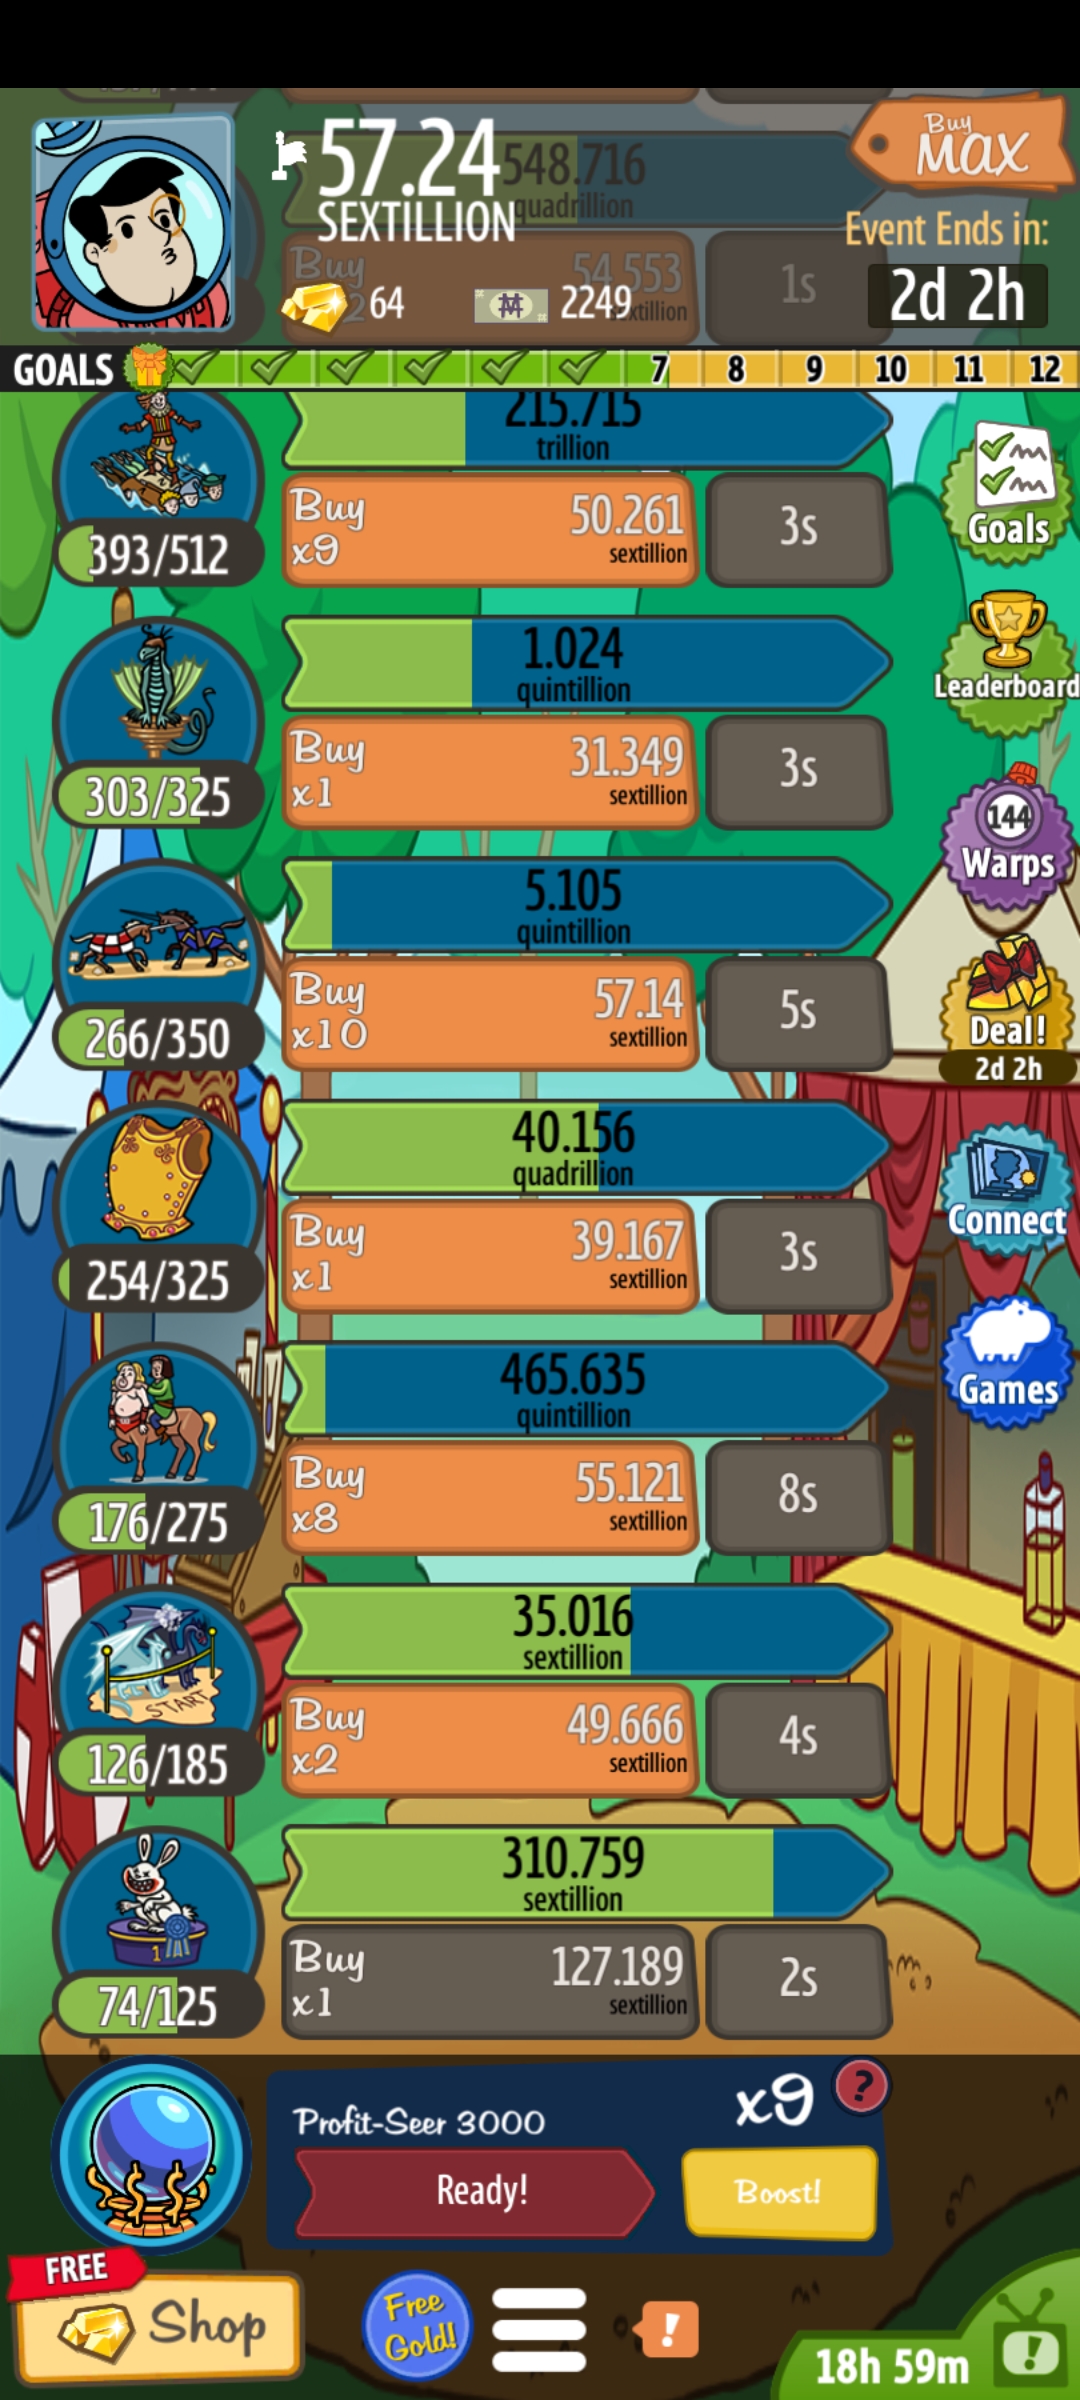 57.24
SEXTILLION
548.716
quadrillion
Buy
MAX
Event Ends in:
2d 2h
Buy
54.553
sextillion
1s
64
2249
GOALS
7 8 9 10 11 12
215.715
trillion
Buy
x9
50.261
sextillion
3s
393/512
Goals
1.024
quintillion
Buy
x1
31.349
sextillion
3s
303/325
Leaderboard
144
Warps
5.105
quintillion
Buy
x10
57.14
sextillion
5s
266/350
Deal!
2d 2h
40.156
quadrillion
Buy
x1
39.167
sextillion
3s
254/325
Connect
465.635
quintillion
Buy
x8
55.121
sextillion
8s
176/275
Games
35.016
sextillion
START
Buy
x2
49.666
sextillion
4s
126/185
310.759
sextillion
1
Buy
x1
127.189
sextillion
2s
74/125
Profit-Seer 3000
x9
?
Ready!
Boost!
FREE
Shop
Free
Gold!
!
18h 59m
!